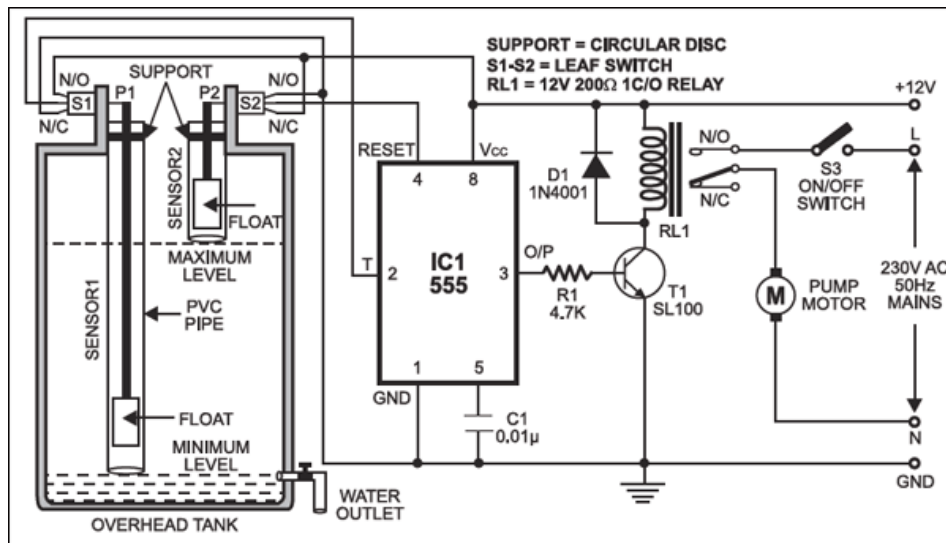 SUPPORT = CIRCULAR DISC
S1-S2 = LEAF SWITCH
RL1 = 12V 200Ω 1C/O RELAY
+12V
N/O
SUPPORT
N/O
S1
P1
P2
S2
N/C
N/C
RESET
VCC
4
8
D1
1N4001
N/O
N/C
RL1
L
S3
ON/OFF
SWITCH
SENSOR2
FLOAT
MAXIMUM
LEVEL
T
2
IC1
555
O/P
3
R1
4.7K
T1
SL100
M
PUMP
MOTOR
230V AC
50Hz
MAINS
SENSOR1
PVC
PIPE
1
5
GND
C1
0.01µ
FLOAT
MINIMUM
LEVEL
N
GND
WATER
OUTLET
OVERHEAD TANK